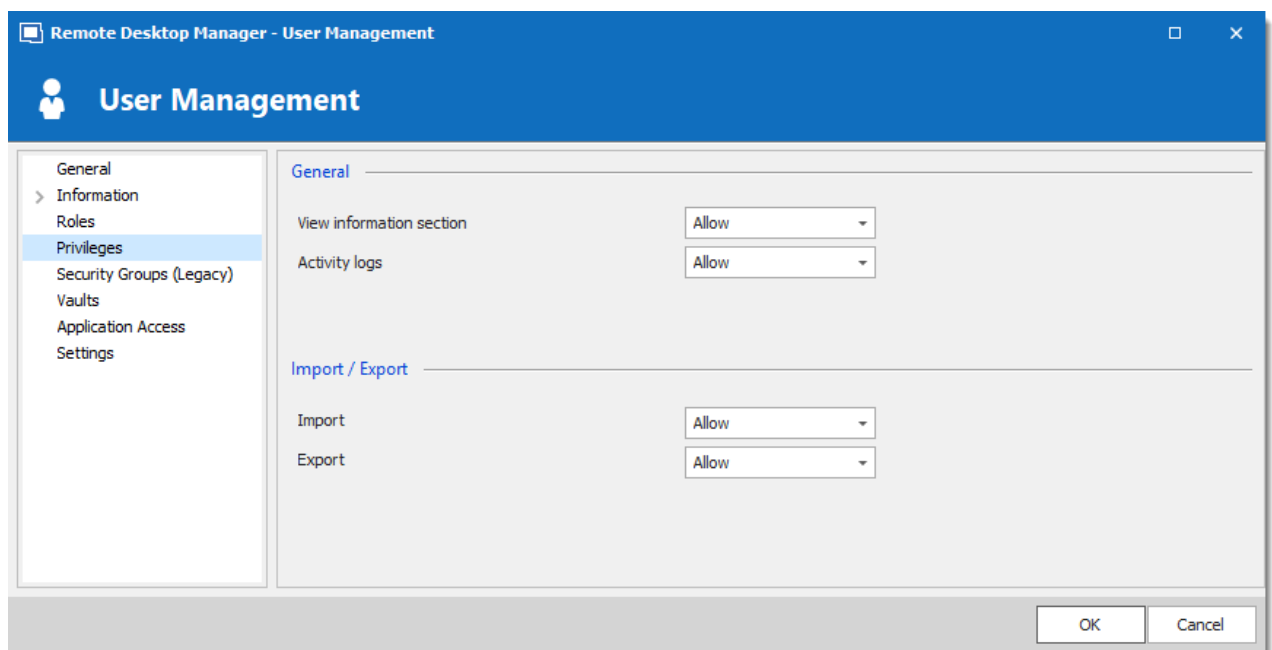 Remote Desktop Manager - User Management
User Management
General
Information
Roles
Privileges
Security Groups (Legacy)
Vaults
Application Access
Settings
General
View information section Allow
Activity logs Allow
Import / Export
Import Allow
Export Allow
OK Cancel